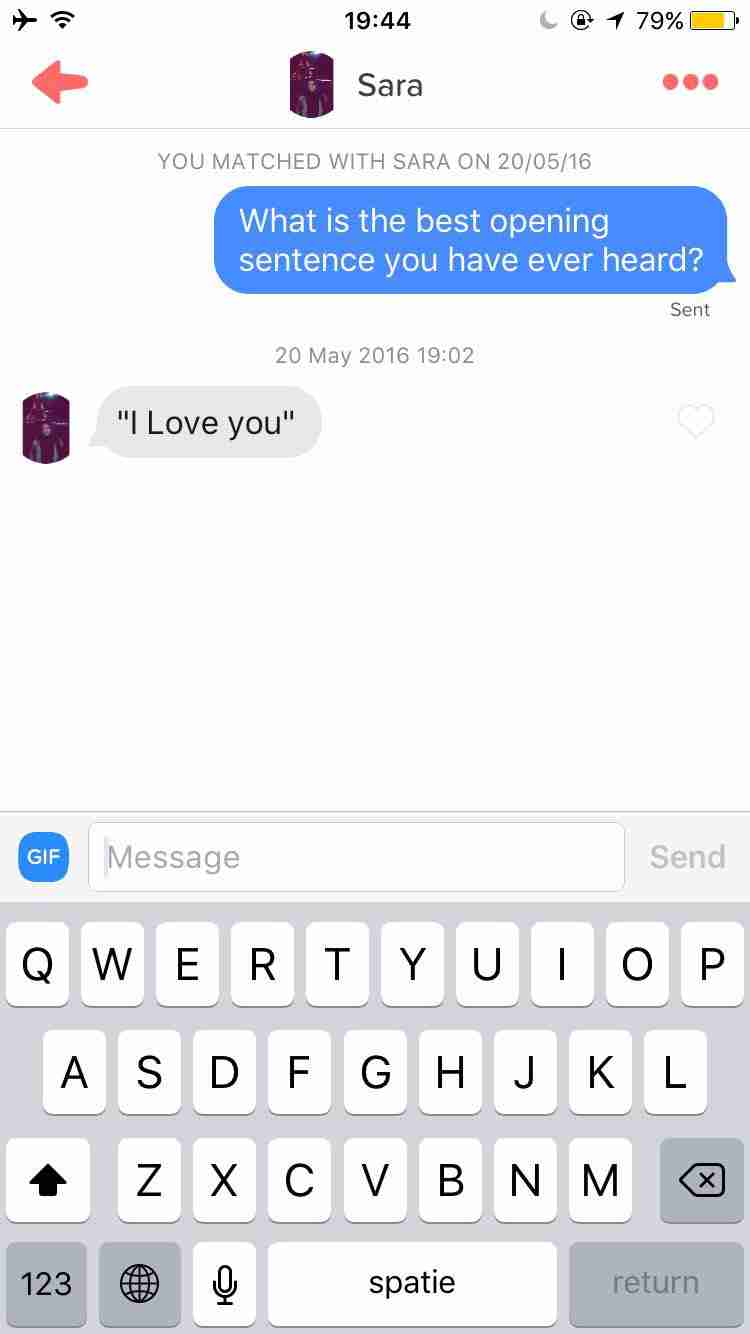 19:44 79%
Sara
YOU MATCHED WITH SARA ON 20/05/16
What is the best opening
sentence you have ever heard?
Sent
20 May 2016 19:02
"I Love you"
GIF Message Send
Q W E R T Y U I O P
A S D F G H J K L
Z X C V B N M
123 spatie return